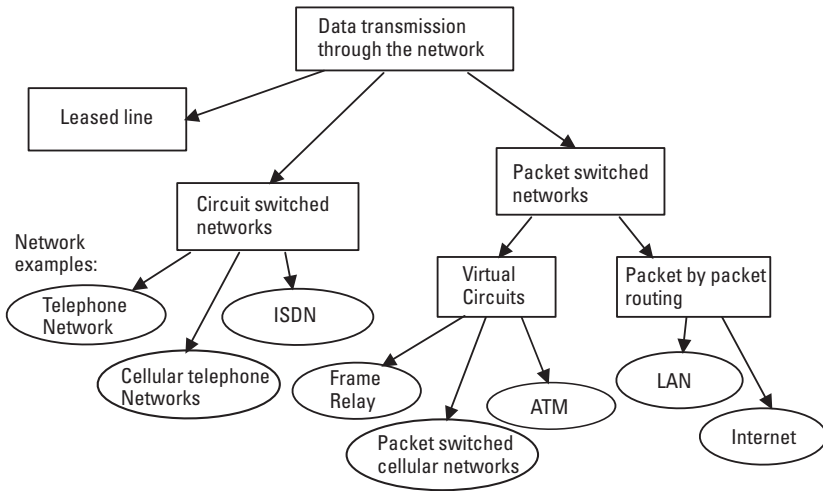 Data transmission
through the network
Leased line
Packet switched
networks
Circuit switched
networks
Network
examples:
Virtual
Circuits
Packet by packet
routing
Telephone
Network
ISDN
Cellular telephone
Networks
Frame
Relay
ATM
LAN
Packet switched
cellular networks
Internet